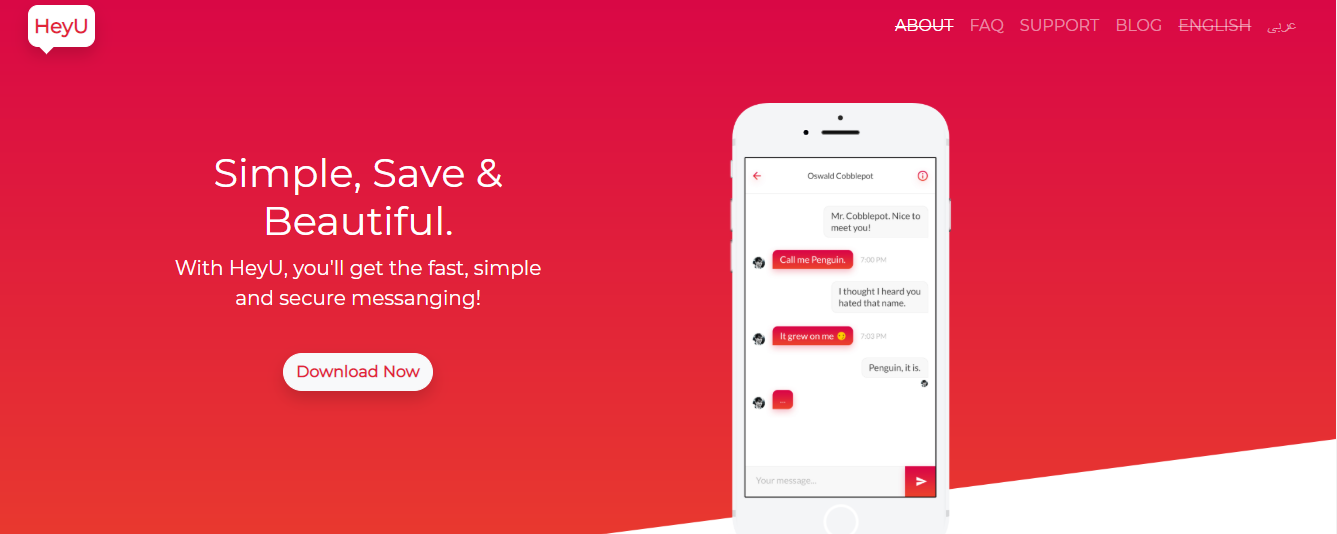 HeyU
ABOUT FAQ SUPPORT BLOG ENGLISH عربى
Simple, Save &
Beautiful.
With HeyU, you'll get the fast, simple
and secure messanging!
Download Now
Oswald Cobblepot
Mr. Cobblepot. Nice to
meet you!
Call me Penguin. 7:00 PM
I thought I heard you
hated that name.
It grew on me 😏 7:03 PM
Penguin, it is.
...
Your message...